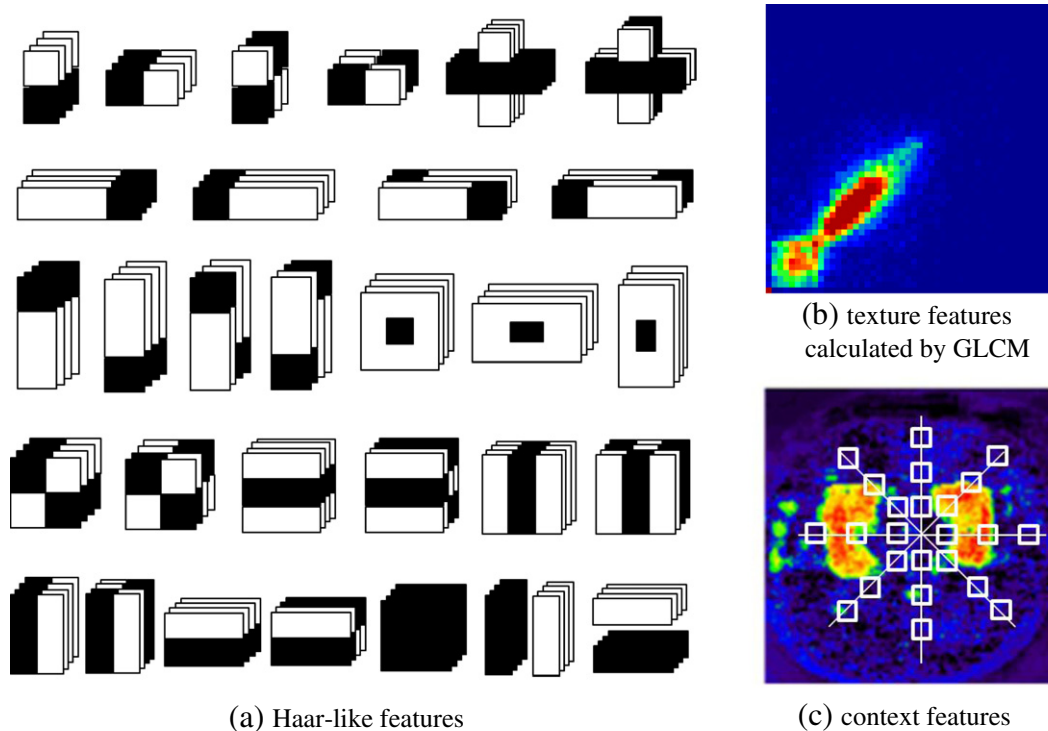 (b) texture features
calculated by GLCM
(a) Haar-like features
(c) context features